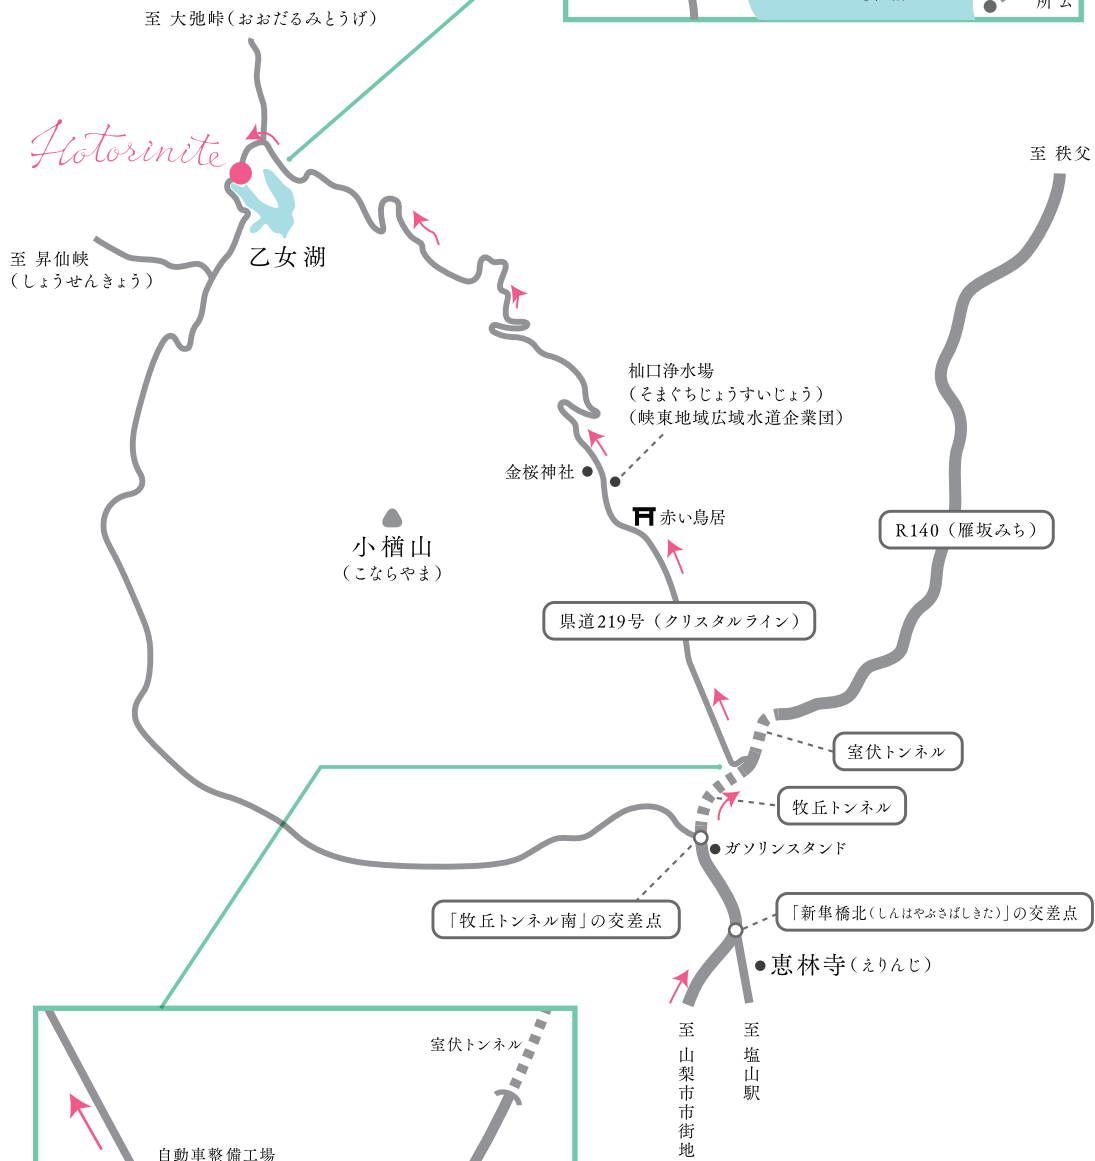 至 大弛峠（おおだるみとうげ）
Hotorinite
至 秩父
乙女湖
至 昇仙峡
（しょうせんきょう）
杣口浄水場
（そまぐちじょうすいじょう）
（峡東地域広域水道企業団）
金桜神社
赤い鳥居
R140（雁坂みち）
小楢山
（こならやま）
県道219号（クリスタルライン）
室伏トンネル
牧丘トンネル
ガソリンスタンド
「牧丘トンネル南」の交差点
「新隼橋北（しんはやぶさばしきた）」の交差点
恵林寺（えりんじ）
至 山梨市市街地
至 塩山駅
室伏トンネル
自動車整備工場